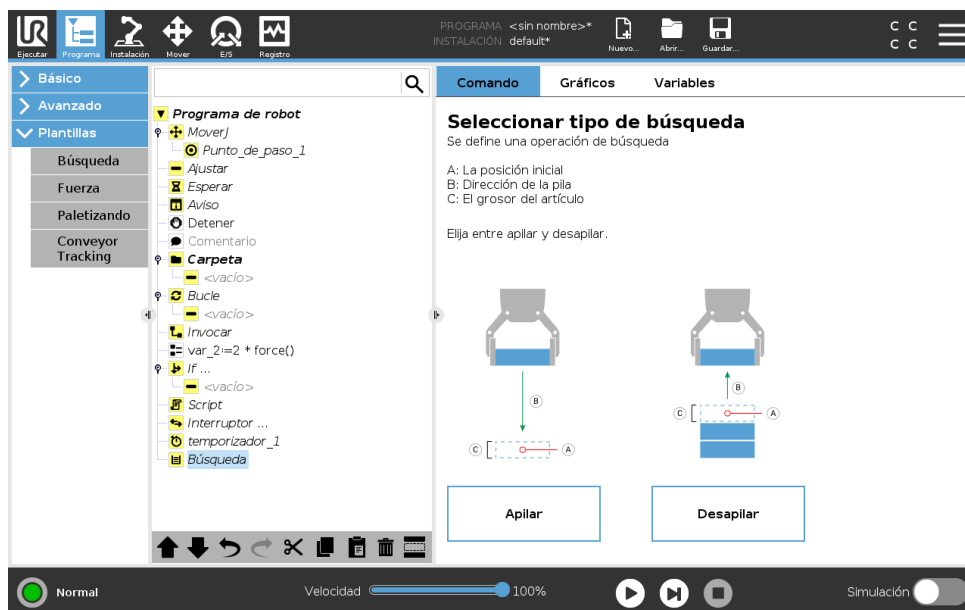 UR
PROGRAMA <sin nombre>*
INSTALACIÓN default*
Ejecutar Programa Instalación Mover E/S Registro
Nuevo... Abrir... Guardar...
C C
C C
Básico
Avanzado
Plantillas
Búsqueda
Fuerza
Paletizando
Conveyor
Tracking
Programa de robot
MoverJ
Punto_de_paso_1
Ajustar
Esperar
Aviso
Detener
Comentario
Carpeta
<vacío>
Bucle
<vacío>
Invocar
var_2:=2 * force()
If ...
<vacío>
Script
Interruptor ...
temporizador_1
Búsqueda
Comando Gráficos Variables
Seleccionar tipo de búsqueda
Se define una operación de búsqueda
A: La posición inicial
B: Dirección de la pila
C: El grosor del artículo
Elija entre apilar y desapilar.
B
C A
B
C A
Apilar
Desapilar
Normal
Velocidad 100%
Simulación